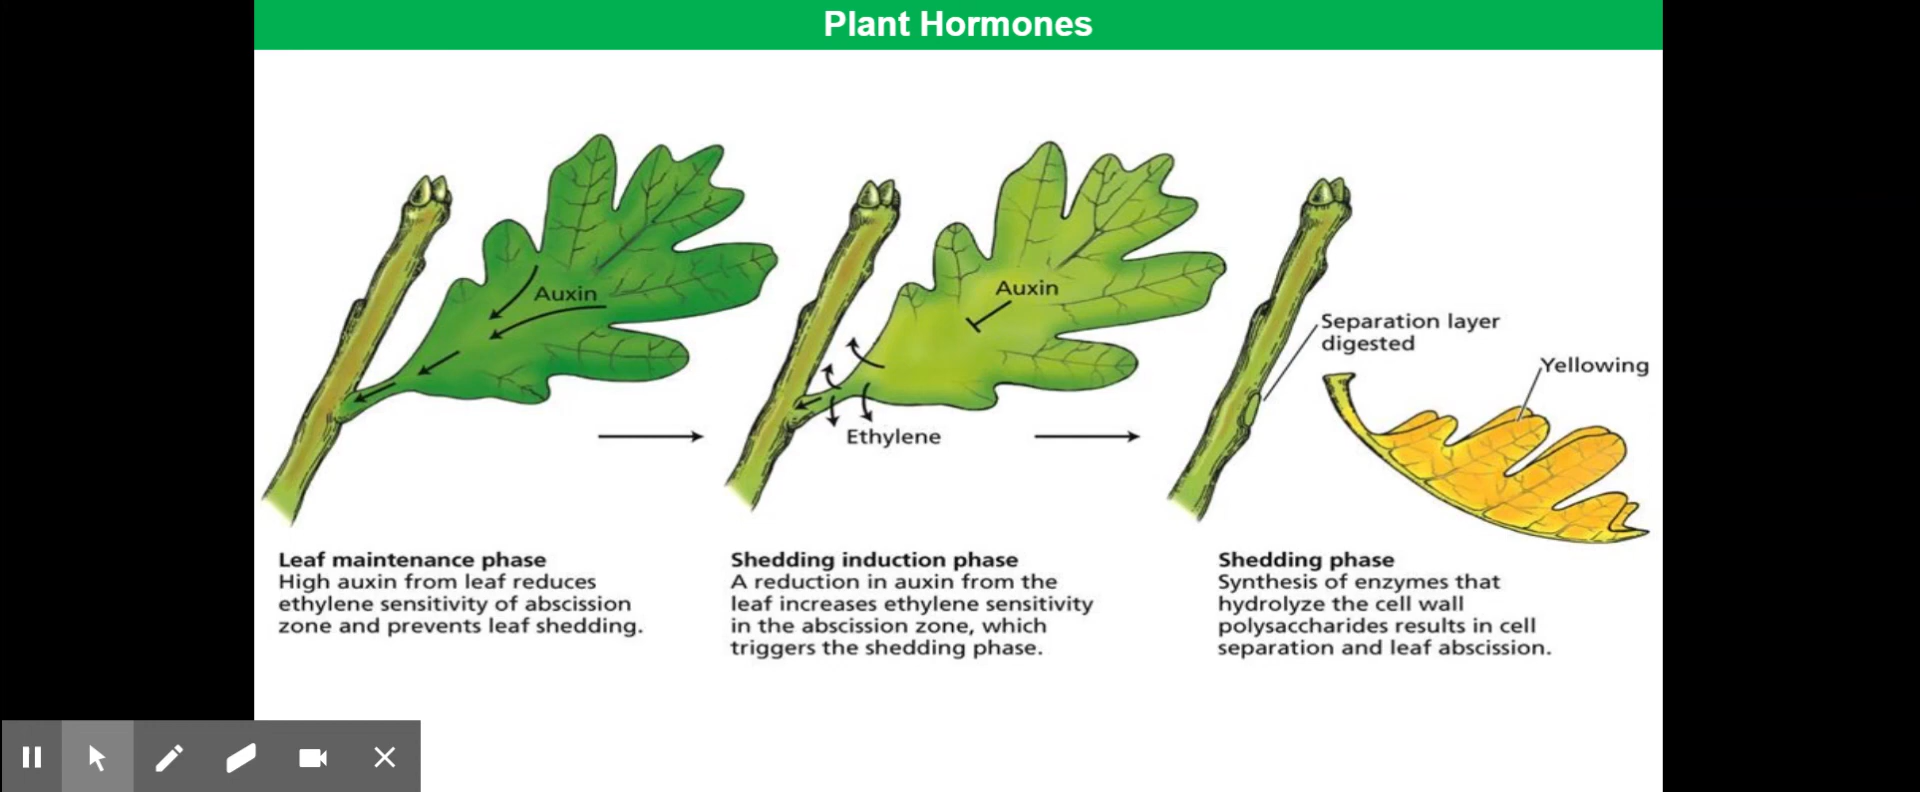 Plant Hormones
Auxin
Auxin
Ethylene
Separation layer
digested
Yellowing
Leaf maintenance phase
High auxin from leaf reduces
ethylene sensitivity of abscission
zone and prevents leaf shedding.
Shedding induction phase
A reduction in auxin from the
leaf increases ethylene sensitivity
in the abscission zone, which
triggers the shedding phase.
Shedding phase
Synthesis of enzymes that
hydrolyze the cell wall
polysaccharides results in cell
separation and leaf abscission.